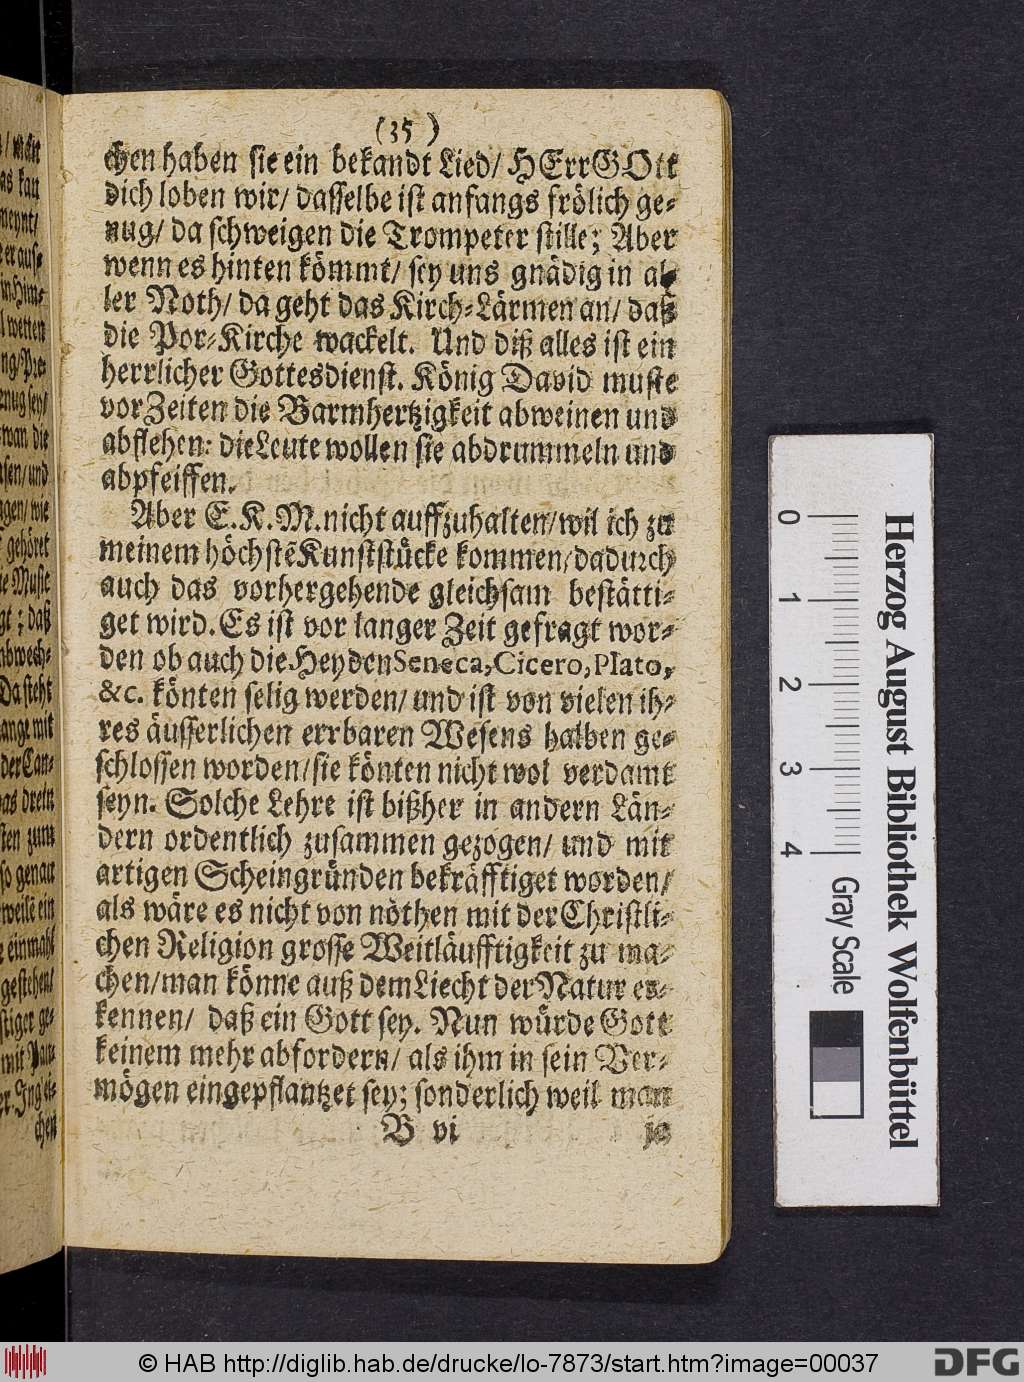 (35)
chen haben sie ein bekandt Lied/ HErr GOtt
dich loben wir/ dasselbe ist anfangs frölich ge-
nug/ da schweigen die Trompeter stille; Aber
wenn es hinten kömmt/ sey uns gnädig in al-
ler Noth/ da geht das Kirch-Lärmen an/ daß
die Por-Kirche wackelt. Und diß alles ist ein
herrlicher Gottesdienst. König David muste
vor Zeiten die Barmhertzigkeit abweinen und
abflehen: die Leute wollen sie abdrummeln und
abpfeiffen.
Aber E. K. M. nicht auffzuhalten/ wil ich zu
meinem höchstē Kunststücke kommen/ dadurch
auch das vorhergehende gleichsam bestätti-
get wird. Es ist vor langer Zeit gefragt wor-
den ob auch die Heyden Seneca, Cicero, Plato,
&c. könten selig werden/ und ist von vielen ih-
res äusserlichen errbaren Wesens halben ge-
schlossen worden/ sie könten nicht wol verdamt
seyn. Solche Lehre ist bißher in andern Län-
dern ordentlich zusammen gezogen/ und mit
artigen Scheingründen bekräfftiget worden/
als wäre es nicht von nöthen mit der Christli-
chen Religion grosse Weitläufftigkeit zu ma-
chen/ man könne auß dem Liecht der Natur er-
kennen/ daß ein Gott sey. Nun würde Gott
keinem mehr abfordern/ als ihm in sein Ver-
mögen eingepflantzet sey; sonderlich weil man
B vi
je
0 1 2 3 4
Gray Scale
Herzog August Bibliothek Wolfenbüttel
© HAB http://diglib.hab.de/drucke/lo-7873/start.htm?image=00037
DFG